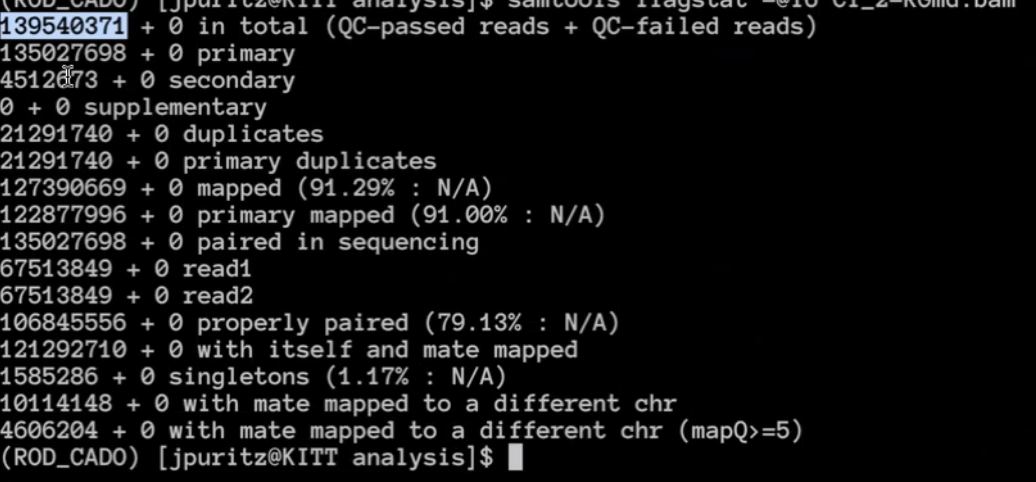 (ROD_CADO) [jpuritz@KITT analysis]$ samtools flagstat -@16 CI_2-RGmd.bam
139540371 + 0 in total (QC-passed reads + QC-failed reads)
135027698 + 0 primary
4512673 + 0 secondary
0 + 0 supplementary
21291740 + 0 duplicates
21291740 + 0 primary duplicates
127390669 + 0 mapped (91.29% : N/A)
122877996 + 0 primary mapped (91.00% : N/A)
135027698 + 0 paired in sequencing
67513849 + 0 read1
67513849 + 0 read2
106845556 + 0 properly paired (79.13% : N/A)
121292710 + 0 with itself and mate mapped
1585286 + 0 singletons (1.17% : N/A)
10114148 + 0 with mate mapped to a different chr
4606204 + 0 with mate mapped to a different chr (mapQ>=5)
(ROD_CADO) [jpuritz@KITT analysis]$